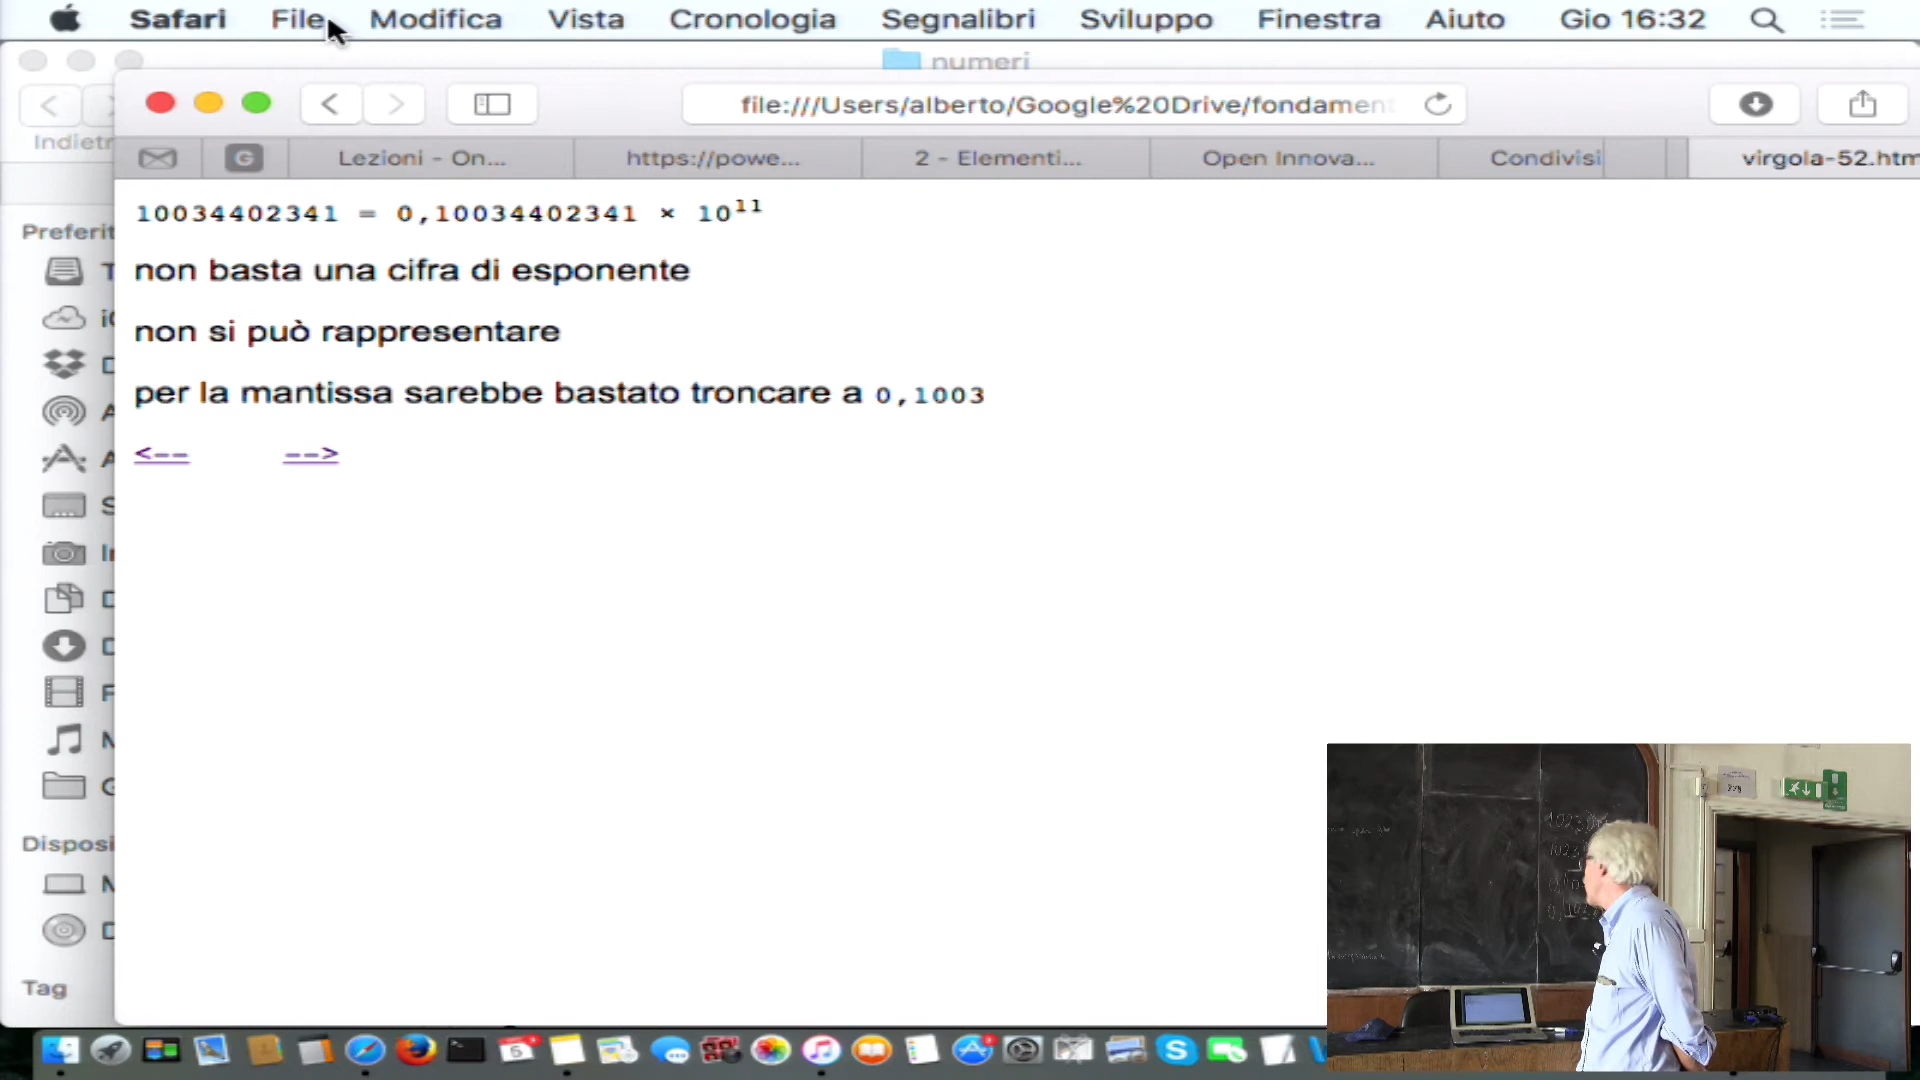 Safari File Modifica Vista Cronologia Segnalibri Sviluppo Finestra Aiuto Gio 16:32
numeri
file:///Users/alberto/Google%20Drive/fondament
Indietr
Lezioni - On... https://powe... 2 - Elementi... Open Innova... Condivisi virgola-52.htm
10034402341 = 0,10034402341 × 10¹¹
Preferit
non basta una cifra di esponente
non si può rappresentare
per la mantissa sarebbe bastato troncare a 0,1003
<-- -->
Disposi
Tag